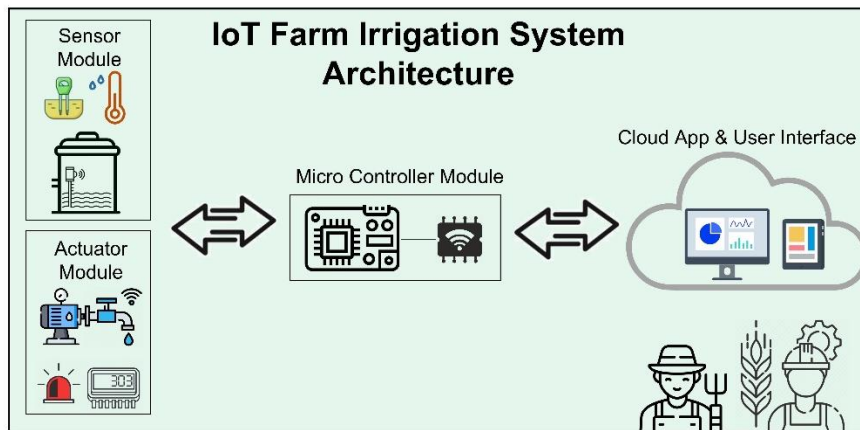 IoT Farm Irrigation System
Architecture
Sensor
Module
Actuator
Module
303
Micro Controller Module
Cloud App & User Interface